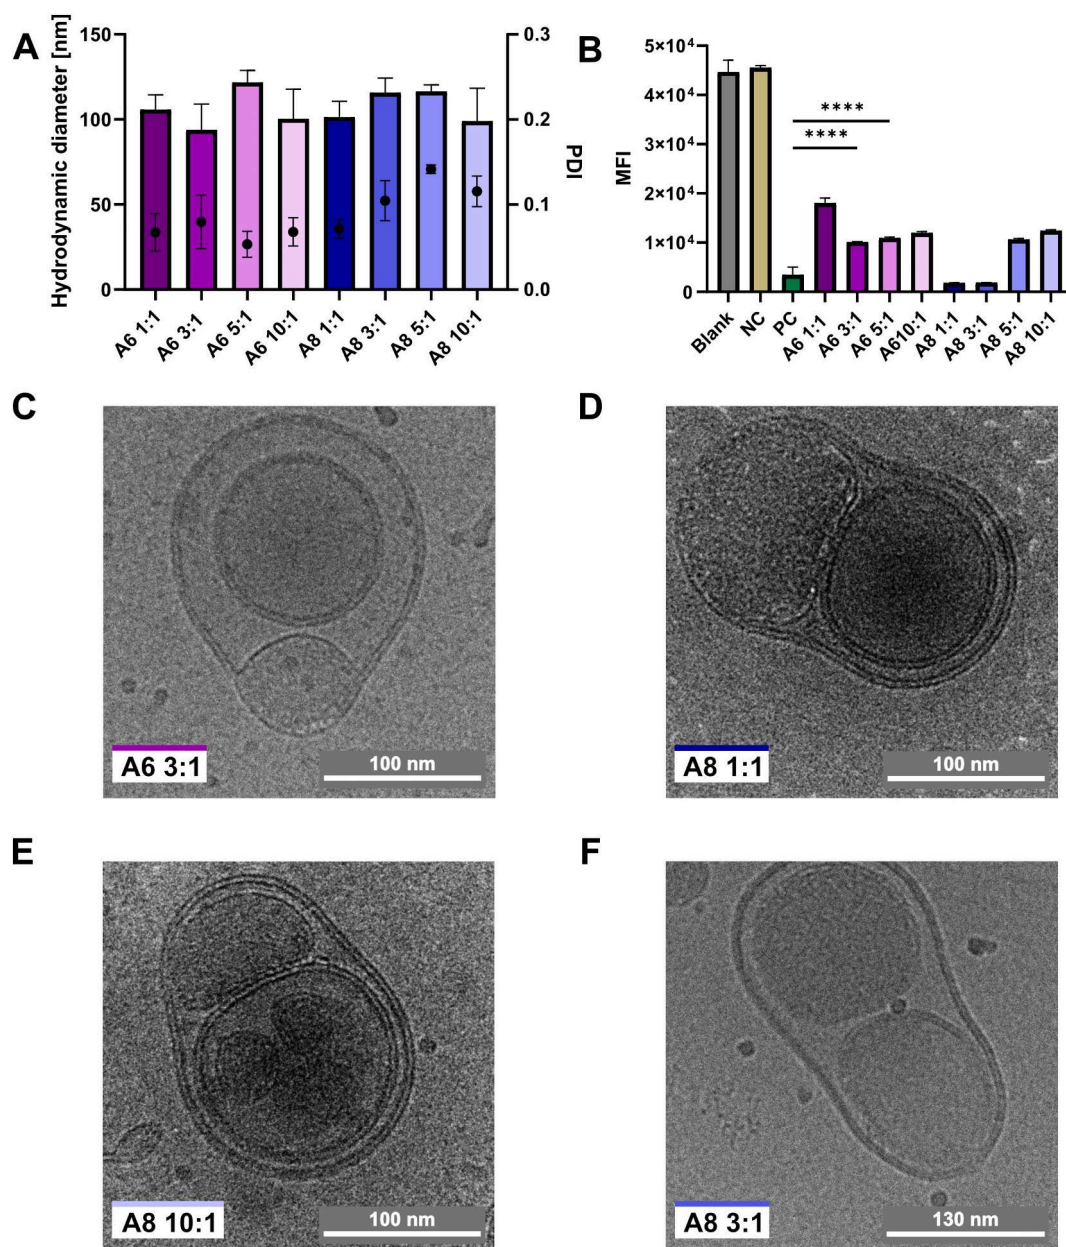 A
Hydrodynamic diameter [nm]
150
100
50
0
0.3
0.2
0.1
0.0
PDI
A6 1:1
A6 3:1
A6 5:1
A6 10:1
A8 1:1
A8 3:1
A8 5:1
A8 10:1
B
MFI
5×10⁴
4×10⁴
3×10⁴
2×10⁴
1×10⁴
0
****
****
Blank
NC
PC
A6 1:1
A6 3:1
A6 5:1
A610:1
A8 1:1
A8 3:1
A8 5:1
A8 10:1
C
A6 3:1
100 nm
D
A8 1:1
100 nm
E
A8 10:1
100 nm
F
A8 3:1
130 nm